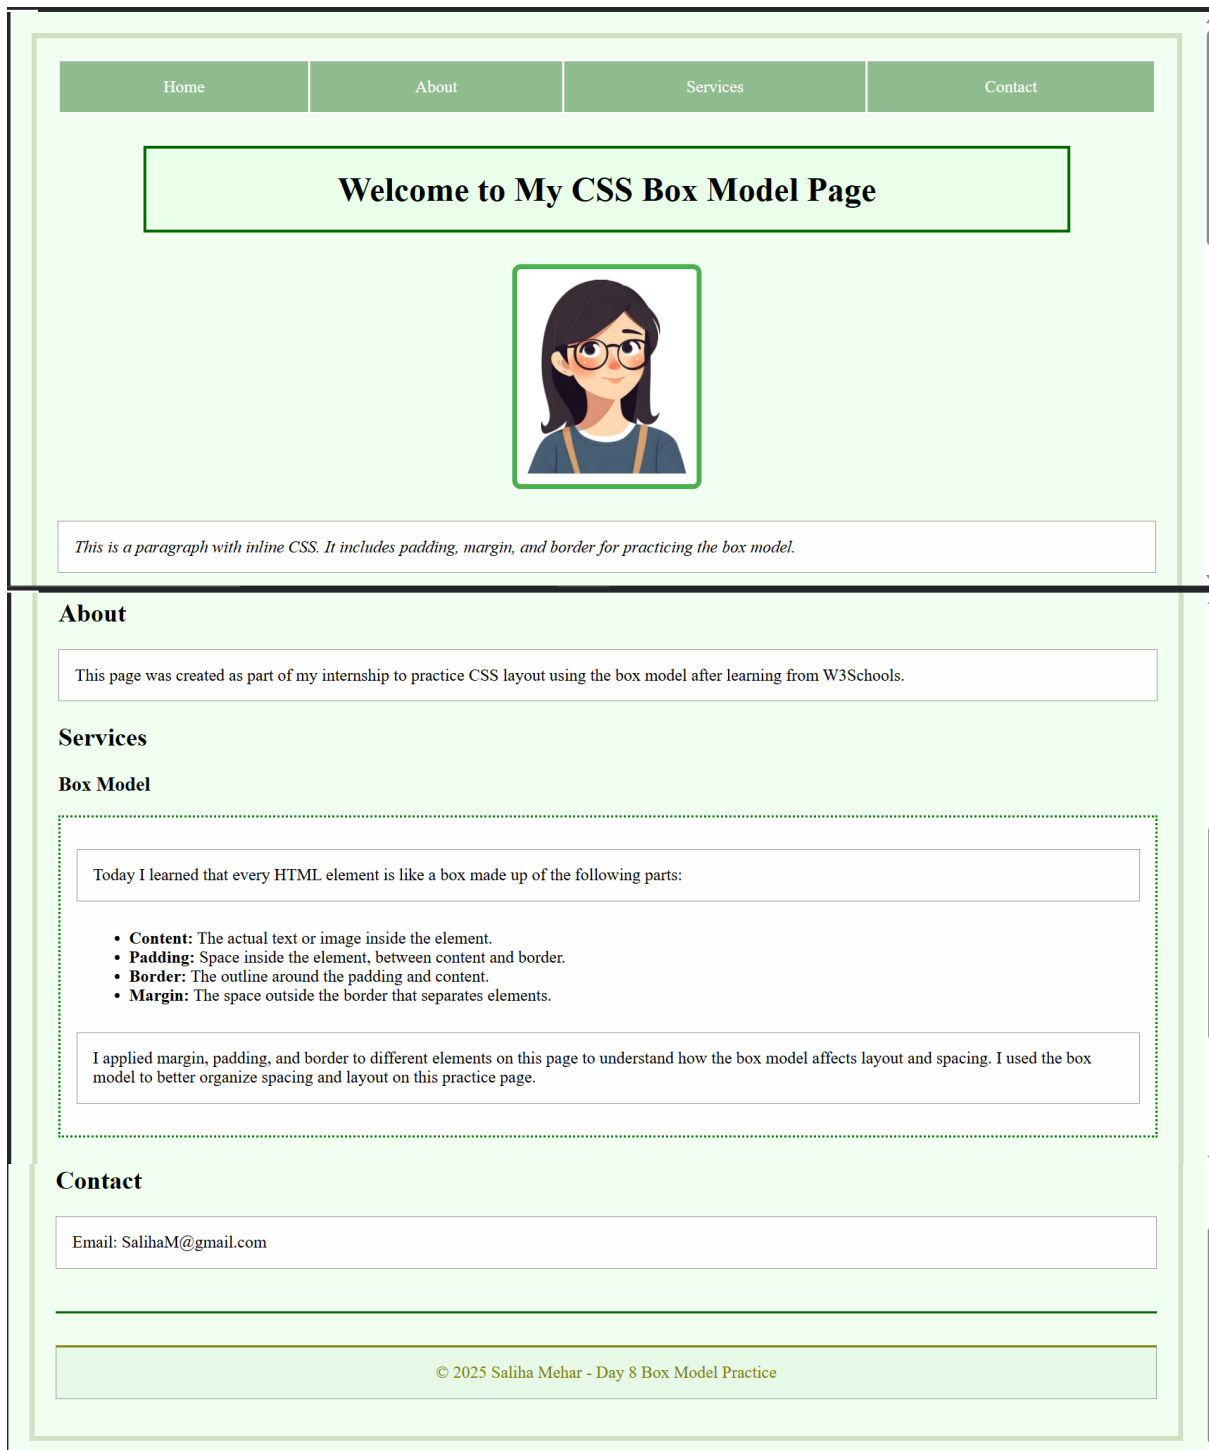 Home About Services Contact
Welcome to My CSS Box Model Page
This is a paragraph with inline CSS. It includes padding, margin, and border for practicing the box model.
About
This page was created as part of my internship to practice CSS layout using the box model after learning from W3Schools.
Services
Box Model
Today I learned that every HTML element is like a box made up of the following parts:
• Content: The actual text or image inside the element.
• Padding: Space inside the element, between content and border.
• Border: The outline around the padding and content.
• Margin: The space outside the border that separates elements.
I applied margin, padding, and border to different elements on this page to understand how the box model affects layout and spacing. I used the box
model to better organize spacing and layout on this practice page.
Contact
Email: SalihaM@gmail.com
© 2025 Saliha Mehar - Day 8 Box Model Practice